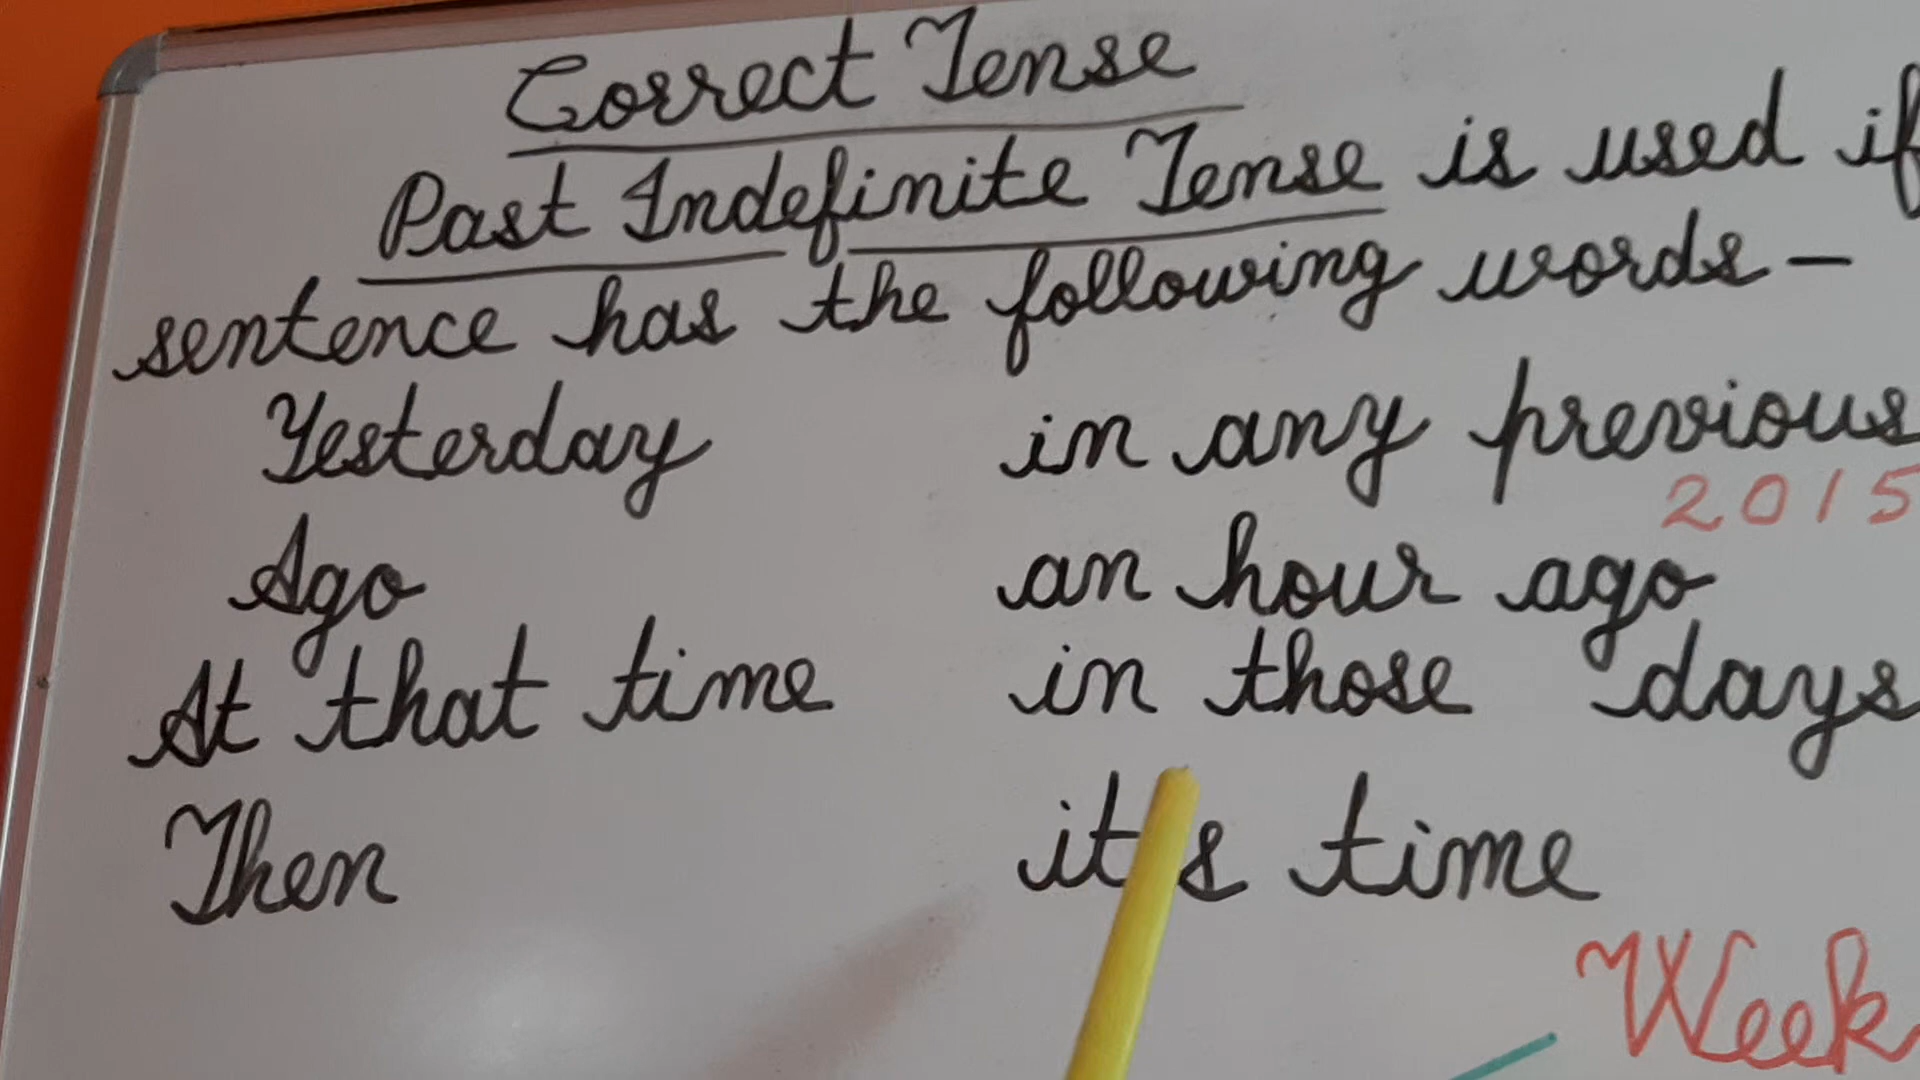 Correct Tense
Past Indefinite Tense is used if
sentence has the following words -
Yesterday in any previous
2015
Ago an hour ago
At that time in those days
Then it s time
Week